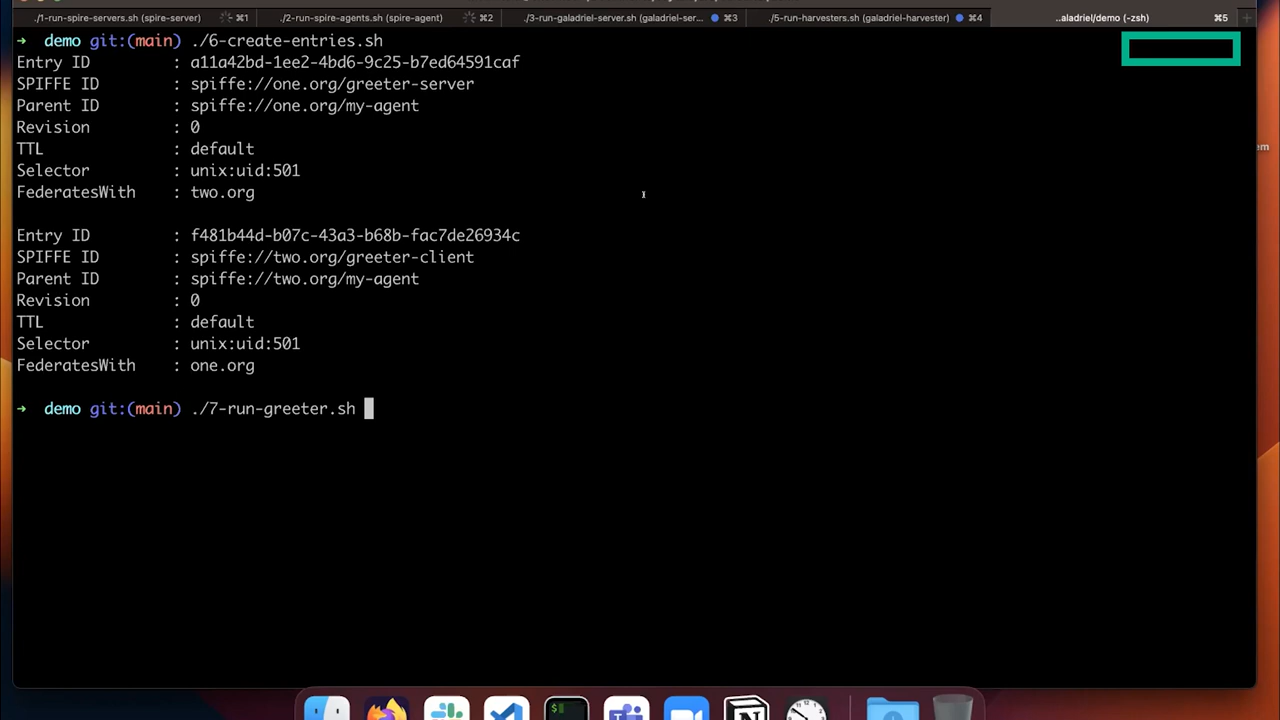 ./1-run-spire-servers.sh (spire-server) ⌘1 ./2-run-spire-agents.sh (spire-agent) ⌘2 ./3-run-galadriel-server.sh (galadriel-ser... ⌘3 ./5-run-harvesters.sh (galadriel-harvester) ⌘4 ..aladriel/demo (-zsh) ⌘5
➜ demo git:(main) ./6-create-entries.sh
Entry ID : a11a42bd-1ee2-4bd6-9c25-b7ed64591caf
SPIFFE ID : spiffe://one.org/greeter-server
Parent ID : spiffe://one.org/my-agent
Revision : 0
TTL : default
Selector : unix:uid:501
FederatesWith : two.org
Entry ID : f481b44d-b07c-43a3-b68b-fac7de26934c
SPIFFE ID : spiffe://two.org/greeter-client
Parent ID : spiffe://two.org/my-agent
Revision : 0
TTL : default
Selector : unix:uid:501
FederatesWith : one.org
➜ demo git:(main) ./7-run-greeter.sh